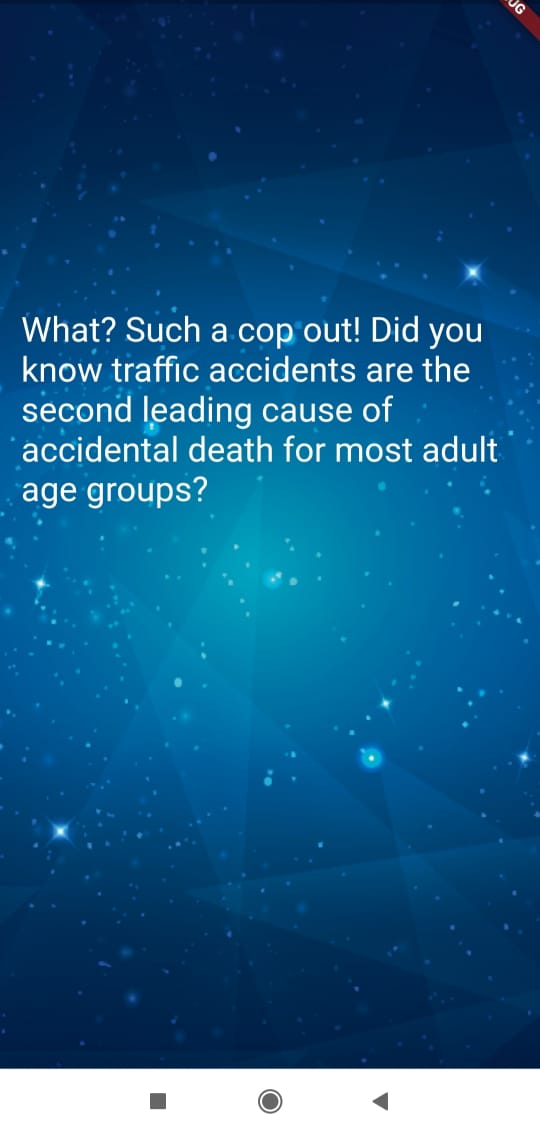 UG
What? Such a cop out! Did you
know traffic accidents are the
second leading cause of
accidental death for most adult
age groups?